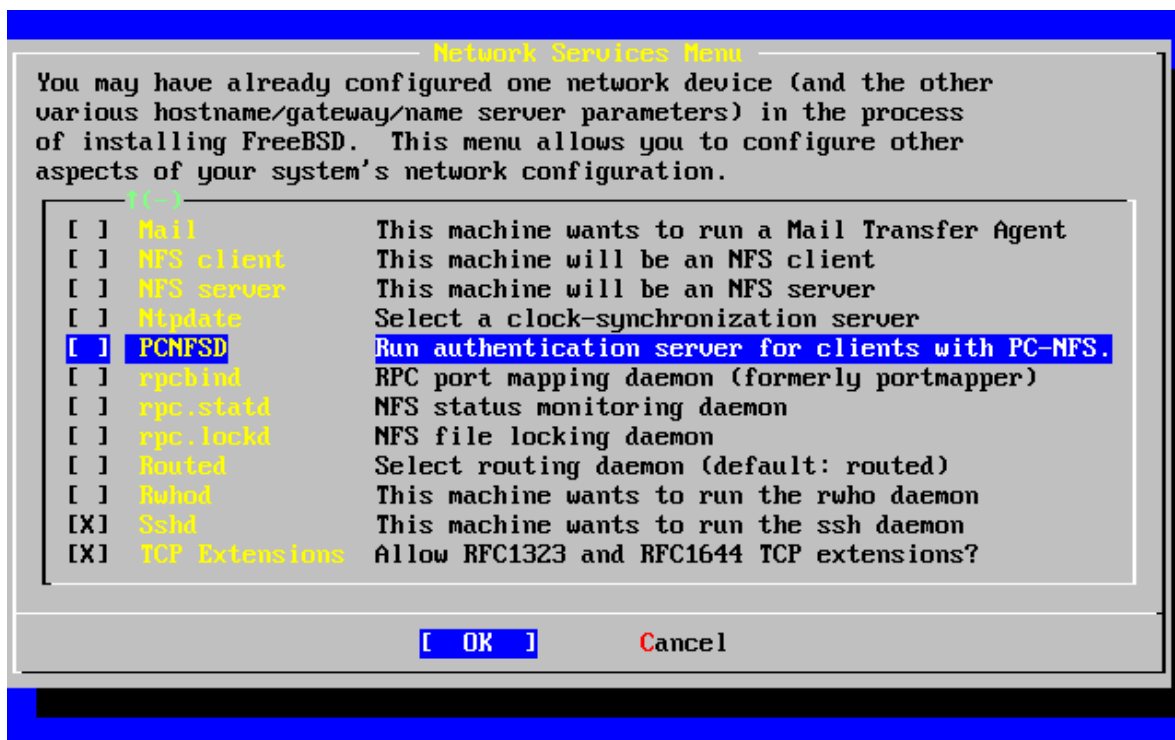 Network Services Menu
You may have already configured one network device (and the other
various hostname/gateway/name server parameters) in the process
of installing FreeBSD.  This menu allows you to configure other
aspects of your system's network configuration.
↑(-)
[ ] Mail This machine wants to run a Mail Transfer Agent
[ ] NFS client This machine will be an NFS client
[ ] NFS server This machine will be an NFS server
[ ] Ntpdate Select a clock-synchronization server
[ ] PCNFSD Run authentication server for clients with PC-NFS.
[ ] rpcbind RPC port mapping daemon (formerly portmapper)
[ ] rpc.statd NFS status monitoring daemon
[ ] rpc.lockd NFS file locking daemon
[ ] Routed Select routing daemon (default: routed)
[ ] Rwhod This machine wants to run the rwho daemon
[X] Sshd This machine wants to run the ssh daemon
[X] TCP Extensions Allow RFC1323 and RFC1644 TCP extensions?
[ OK ] Cancel